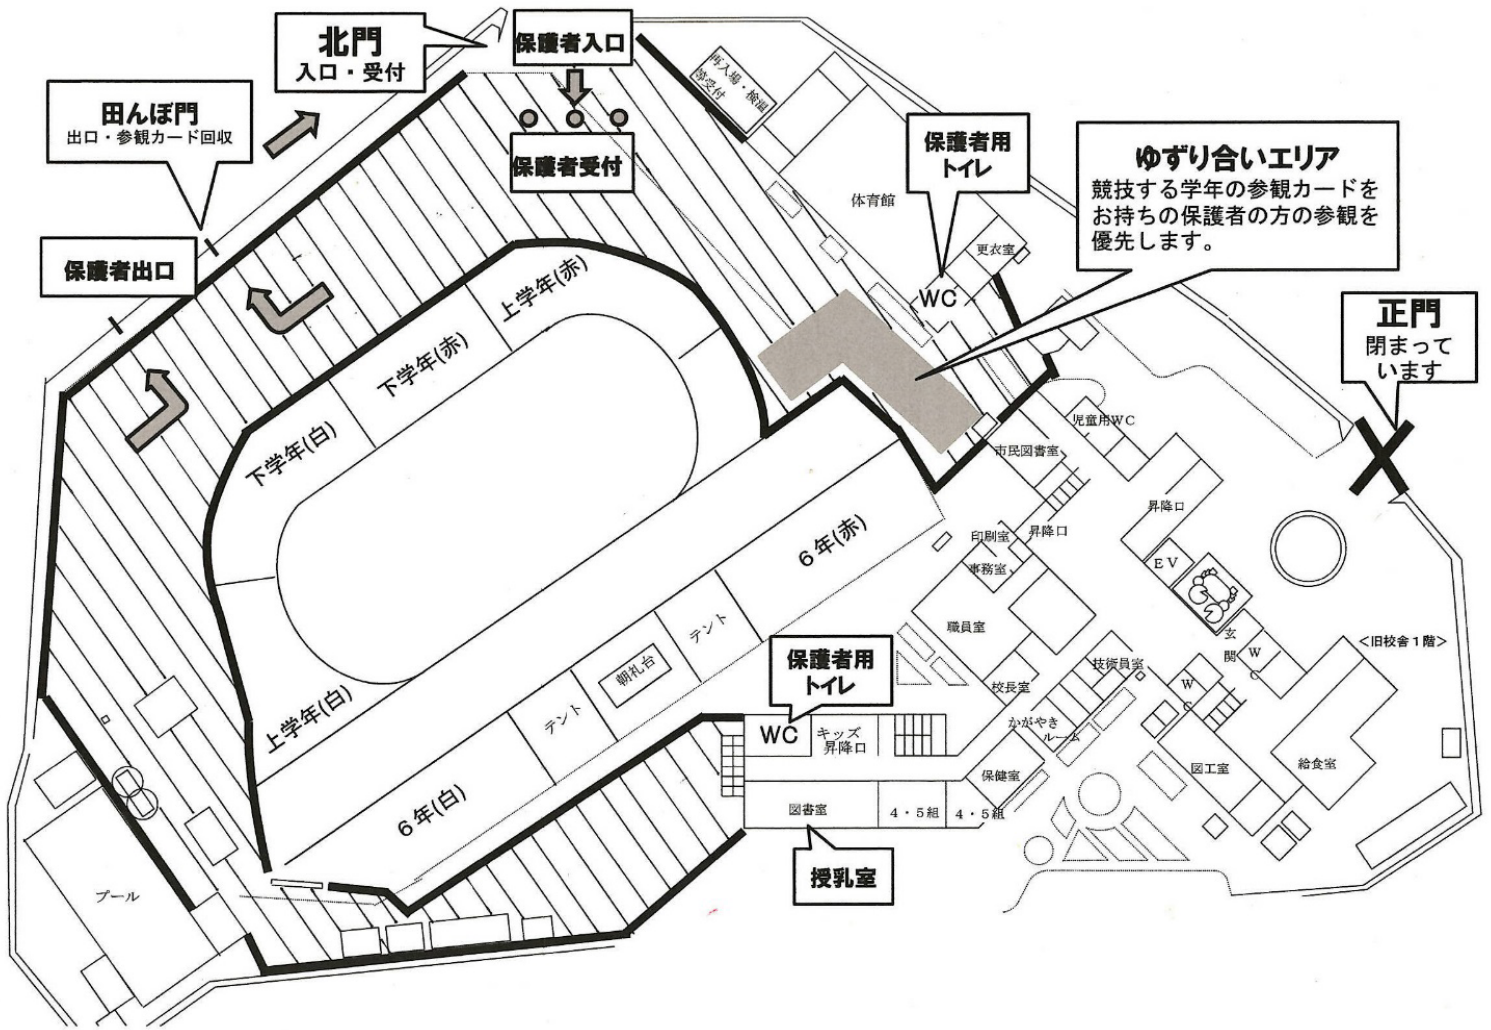 北門
入口・受付
保護者入口
田んぼ門
出口・参観カード回収
再入場・検温
等受付
保護者受付
保護者用
トイレ
ゆずり合いエリア
競技する学年の参観カードを
お持ちの保護者の方の参観を
優先します。
体育館
更衣室
WC
保護者出口
正門
閉まって
います
上学年(赤)
下学年(赤)
下学年(白)
上学年(白)
児童用WC
市民図書室
昇降口
昇降口
印刷室
事務室
EV
6年(赤)
職員室
玄関
WC
<旧校舎1階>
テント
朝礼台
テント
6年(白)
保護者用
トイレ
技術員室
校長室
WC
かがやき
ルーム
WC
キッズ
昇降口
保健室
図工室
給食室
図書室
4・5組
4・5組
授乳室
プール